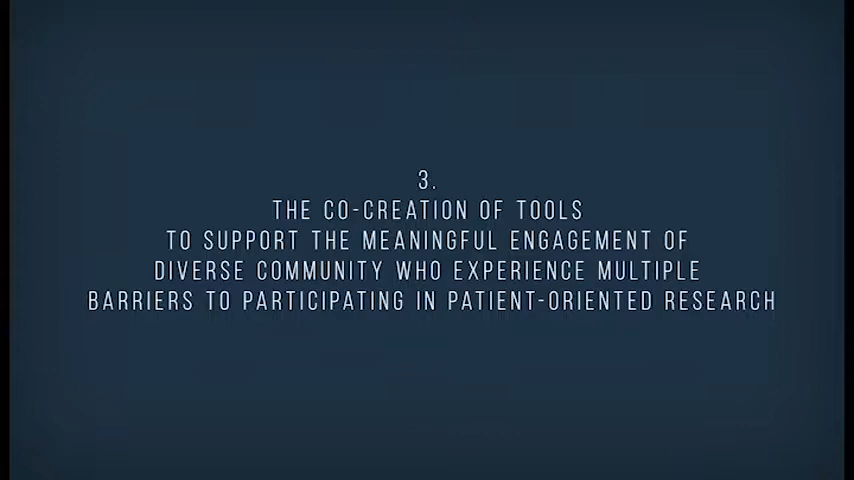 3.
THE CO-CREATION OF TOOLS
TO SUPPORT THE MEANINGFUL ENGAGEMENT OF
DIVERSE COMMUNITY WHO EXPERIENCE MULTIPLE
BARRIERS TO PARTICIPATING IN PATIENT-ORIENTED RESEARCH